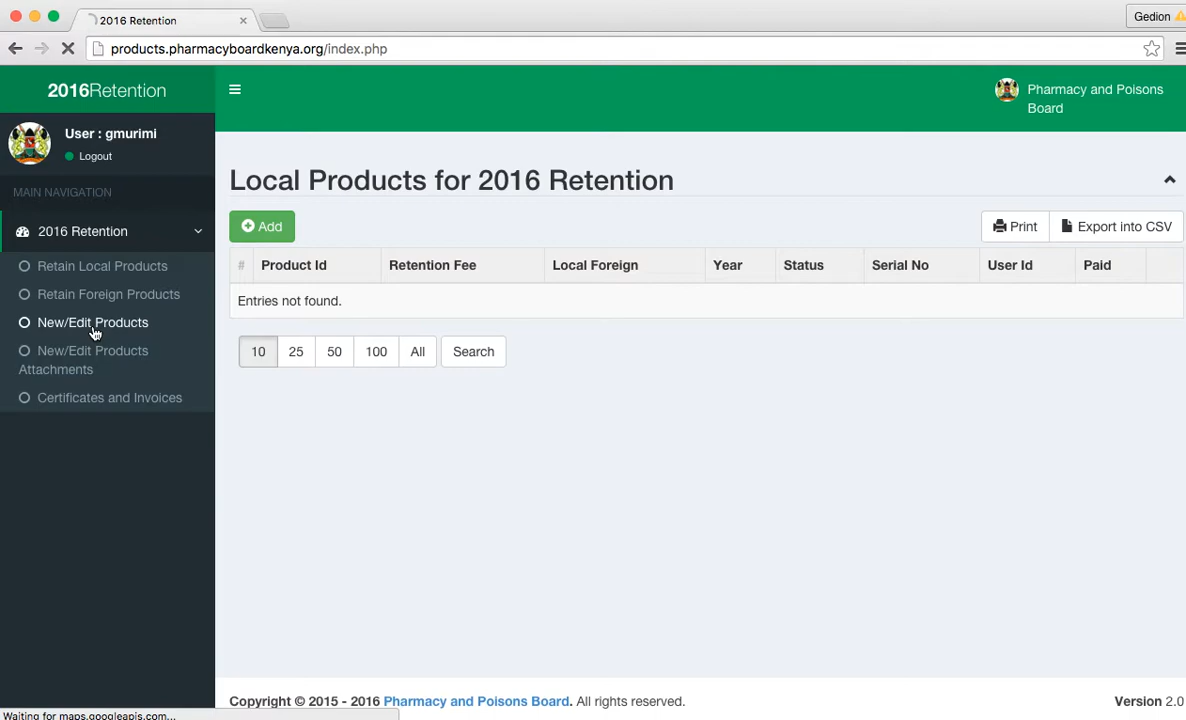 2016 Retention
Gedion
products.pharmacyboardkenya.org/index.php
2016Retention
Pharmacy and Poisons
Board
User : gmurimi
Logout
MAIN NAVIGATION
2016 Retention
Retain Local Products
Retain Foreign Products
New/Edit Products
New/Edit Products
Attachments
Certificates and Invoices
Local Products for 2016 Retention
Add
Print
Export into CSV
# Product Id Retention Fee Local Foreign Year Status Serial No User Id Paid
Entries not found.
10 25 50 100 All Search
Copyright © 2015 - 2016 Pharmacy and Poisons Board. All rights reserved.
Version 2.0
Waiting for maps.googleapis.com...